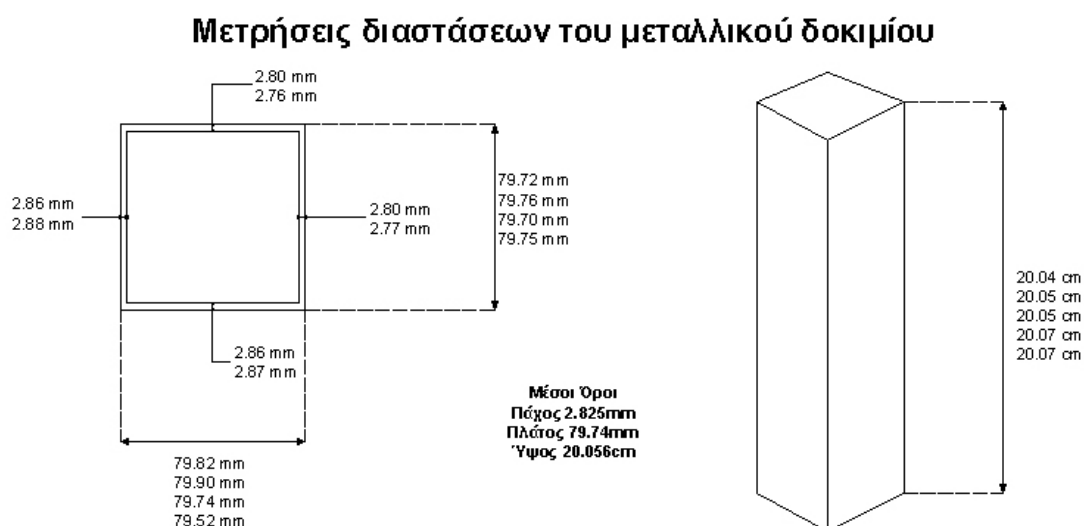 Μετρήσεις διαστάσεων του μεταλλικού δοκιμίου
2.80 mm
2.76 mm
2.86 mm
2.88 mm
2.80 mm
2.77 mm
79.72 mm
79.76 mm
79.70 mm
79.75 mm
2.86 mm
2.87 mm
79.82 mm
79.90 mm
79.74 mm
79.52 mm
Μέσοι Όροι
Πάχος 2.825mm
Πλάτος 79.74mm
Ύψος 20.056cm
20.04 cm
20.05 cm
20.05 cm
20.07 cm
20.07 cm